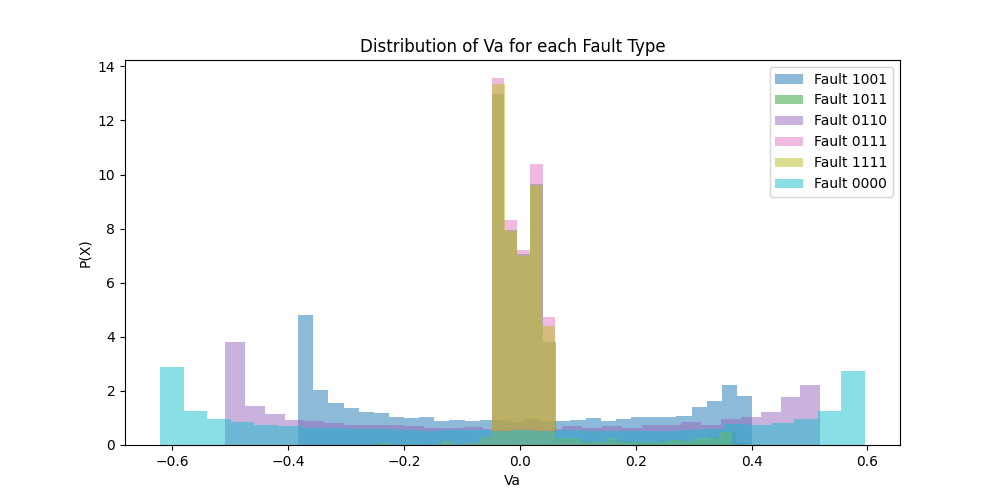 Distribution of Va for each Fault Type
14
12
10
8
6
4
2
0
P(X)
−0.6
−0.4
−0.2
0.0
0.2
0.4
0.6
Va
Fault 1001
Fault 1011
Fault 0110
Fault 0111
Fault 1111
Fault 0000